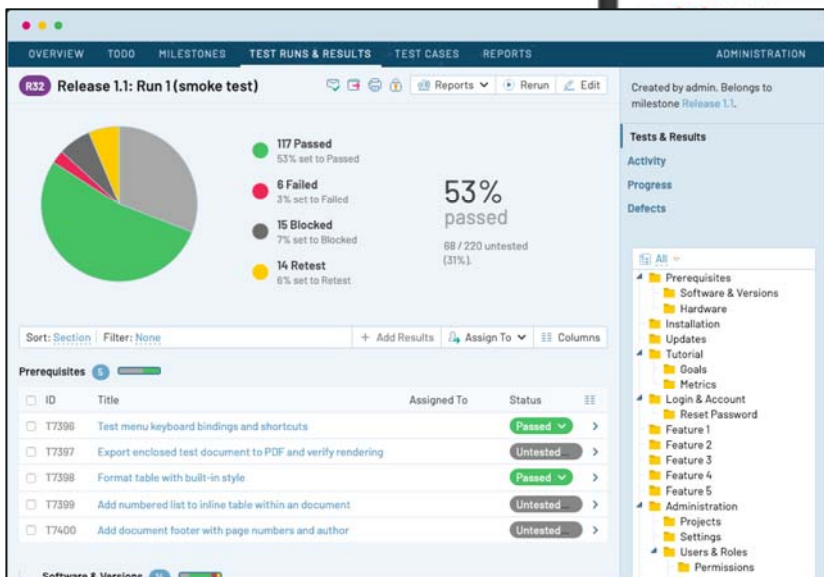 OVERVIEW TODO MILESTONES TEST RUNS & RESULTS TEST CASES REPORTS ADMINISTRATION
R32 Release 1.1: Run 1 (smoke test) Reports Rerun Edit
Created by admin. Belongs to
milestone Release 1.1.
Tests & Results
Activity
Progress
Defects
117 Passed
53% set to Passed
6 Failed
3% set to Failed
15 Blocked
7% set to Blocked
14 Retest
6% set to Retest
53%
passed
68 / 220 untested
(31%).
Sort: Section Filter: None + Add Results Assign To Columns
Prerequisites 5
ID Title Assigned To Status
T7396 Test menu keyboard bindings and shortcuts Passed
T7397 Export enclosed test document to PDF and verify rendering Untested...
T7398 Format table with built-in style Passed
T7399 Add numbered list to inline table within an document Untested...
T7400 Add document footer with page numbers and author Untested...
Software & Versions
All
Prerequisites
Software & Versions
Hardware
Installation
Updates
Tutorial
Goals
Metrics
Login & Account
Reset Password
Feature 1
Feature 2
Feature 3
Feature 4
Feature 5
Administration
Projects
Settings
Users & Roles
Permissions